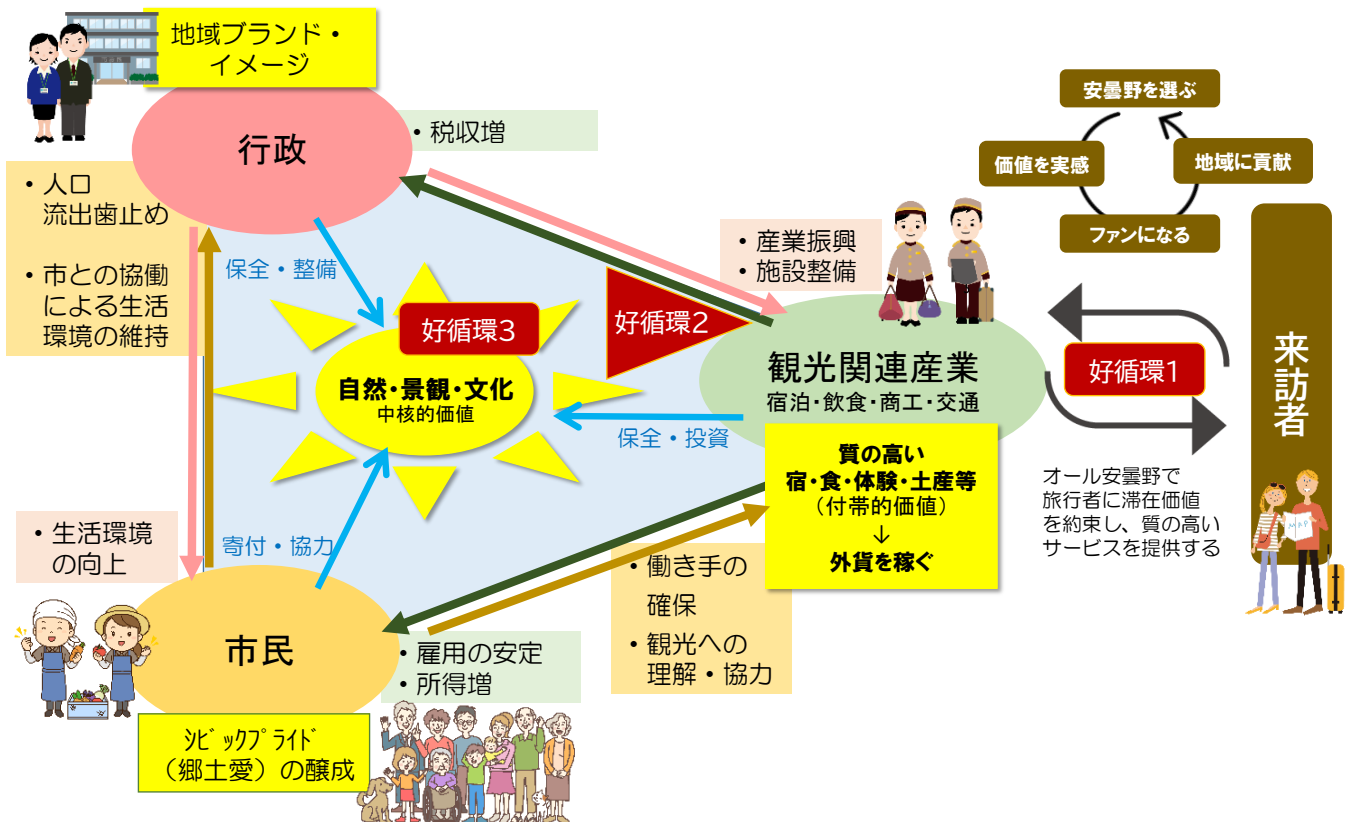 地域ブランド・
イメージ
行政
・税収増
・人口
流出歯止め
・市との協働
による生活
環境の維持
保全・整備
・産業振興
・施設整備
好循環3
好循環2
自然・景観・文化
中核的価値
保全・投資
観光関連産業
宿泊・飲食・商工・交通
質の高い
宿・食・体験・土産等
（付帯的価値）
↓
外貨を稼ぐ
安曇野を選ぶ
価値を実感
地域に貢献
ファンになる
好循環1
来訪者
オール安曇野で
旅行者に滞在価値
を約束し、質の高い
サービスを提供する
・生活環境
の向上
寄付・協力
市民
・雇用の安定
・所得増
・働き手の
確保
・観光への
理解・協力
ｼﾋﾞｯｸﾌﾟﾗｲﾄﾞ
（郷土愛）の醸成
MAP